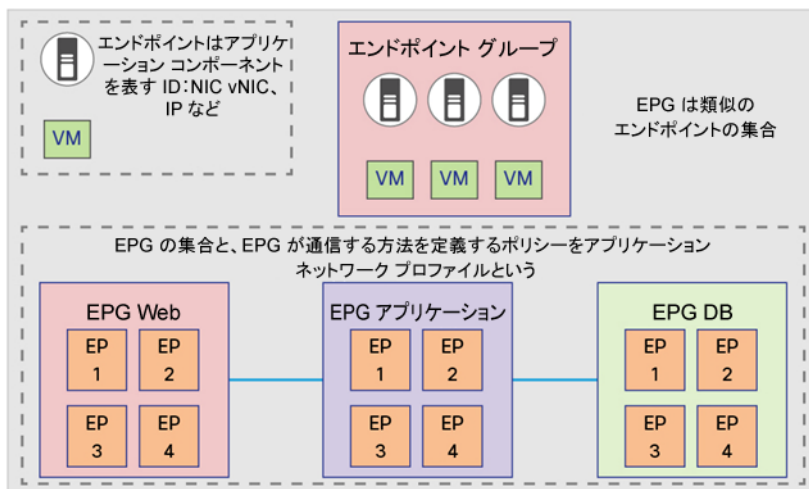 エンドポイントはアプリケ
ーション コンポーネント
を表す ID：NIC vNIC、
IP など
VM
エンドポイント グループ
VM VM VM
EPG は類似の
エンドポイントの集合
EPG の集合と、EPG が通信する方法を定義するポリシーをアプリケーション
ネットワーク プロファイルという
EPG Web
EP
1
EP
2
EP
3
EP
4
EPG アプリケーション
EP
1
EP
2
EP
3
EP
4
EPG DB
EP
1
EP
2
EP
3
EP
4